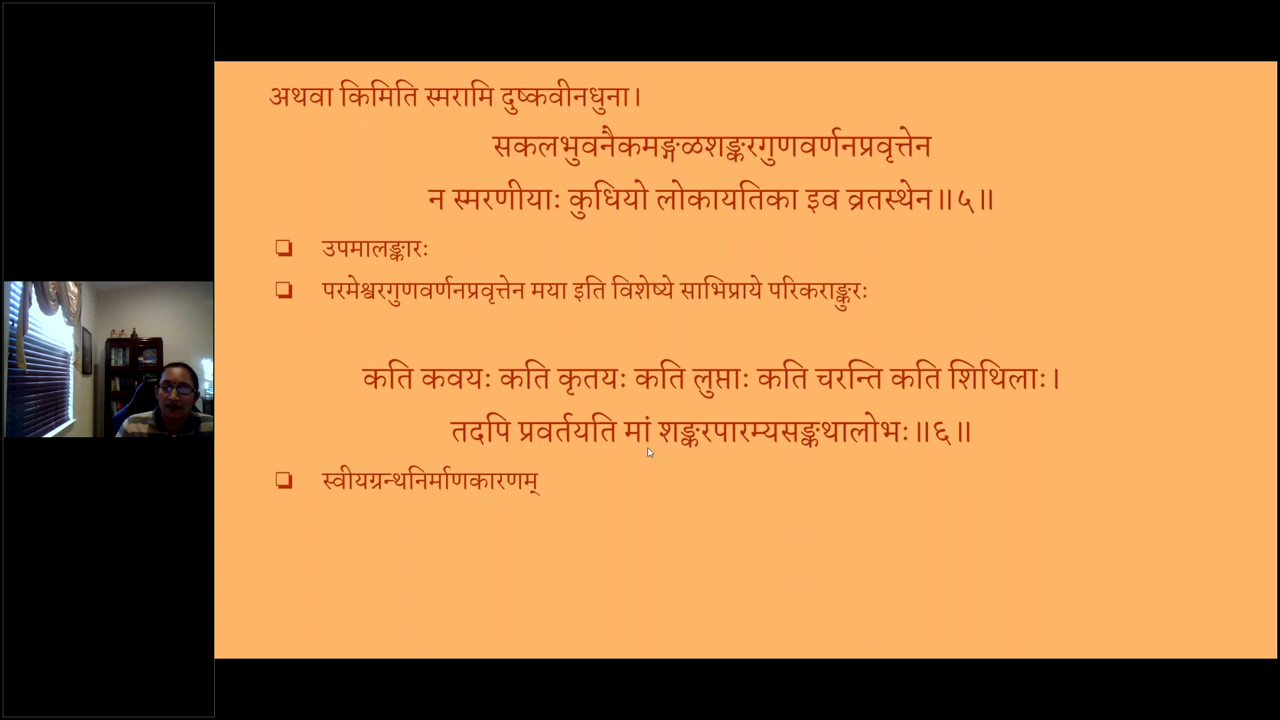 अथवा किमिति स्मरामि दुष्कवीनधुना।
सकलभुवनैकमङ्गळशङ्करगुणवर्णनप्रवृत्तेन
न स्मरणीयाः कुधियो लोकायतिका इव व्रतस्थेन॥५॥
❑ उपमालङ्कारः
❑ परमेश्वरगुणवर्णनप्रवृत्तेन मया इति विशेष्ये साभिप्राये परिकराङ्कुरः
कति कवयः कति कृतयः कति लुप्ताः कति चरन्ति कति शिथिलाः।
तदपि प्रवर्तयति मां शङ्करपारम्यसङ्कथालोभः॥६॥
❑ स्वीयग्रन्थनिर्माणकारणम्